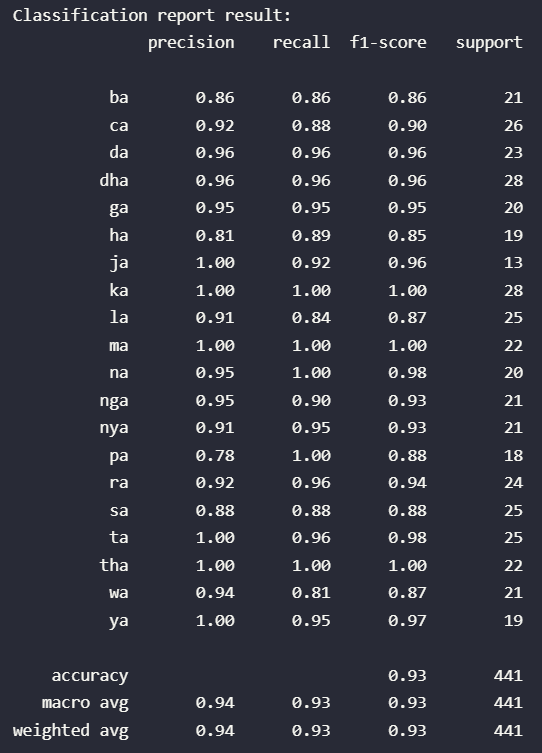 Classification report result:
precision recall f1-score support
ba 0.86 0.86 0.86 21
ca 0.92 0.88 0.90 26
da 0.96 0.96 0.96 23
dha 0.96 0.96 0.96 28
ga 0.95 0.95 0.95 20
ha 0.81 0.89 0.85 19
ja 1.00 0.92 0.96 13
ka 1.00 1.00 1.00 28
la 0.91 0.84 0.87 25
ma 1.00 1.00 1.00 22
na 0.95 1.00 0.98 20
nga 0.95 0.90 0.93 21
nya 0.91 0.95 0.93 21
pa 0.78 1.00 0.88 18
ra 0.92 0.96 0.94 24
sa 0.88 0.88 0.88 25
ta 1.00 0.96 0.98 25
tha 1.00 1.00 1.00 22
wa 0.94 0.81 0.87 21
ya 1.00 0.95 0.97 19
accuracy 0.93 441
macro avg 0.94 0.93 0.93 441
weighted avg 0.94 0.93 0.93 441